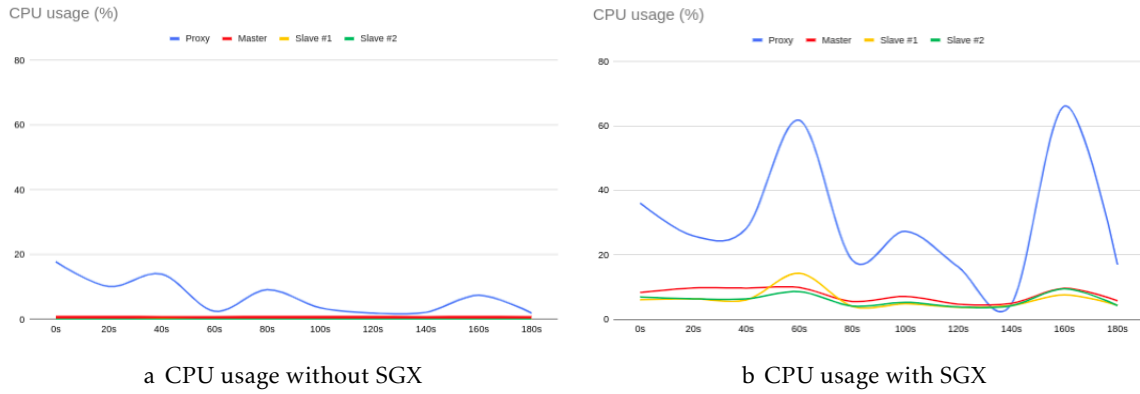 CPU usage (%)
Proxy Master Slave #1 Slave #2
80
60
40
20
0
0s 20s 40s 60s 80s 100s 120s 140s 160s 180s
a CPU usage without SGX
CPU usage (%)
Proxy Master Slave #1 Slave #2
80
60
40
20
0
0s 20s 40s 60s 80s 100s 120s 140s 160s 180s
b CPU usage with SGX